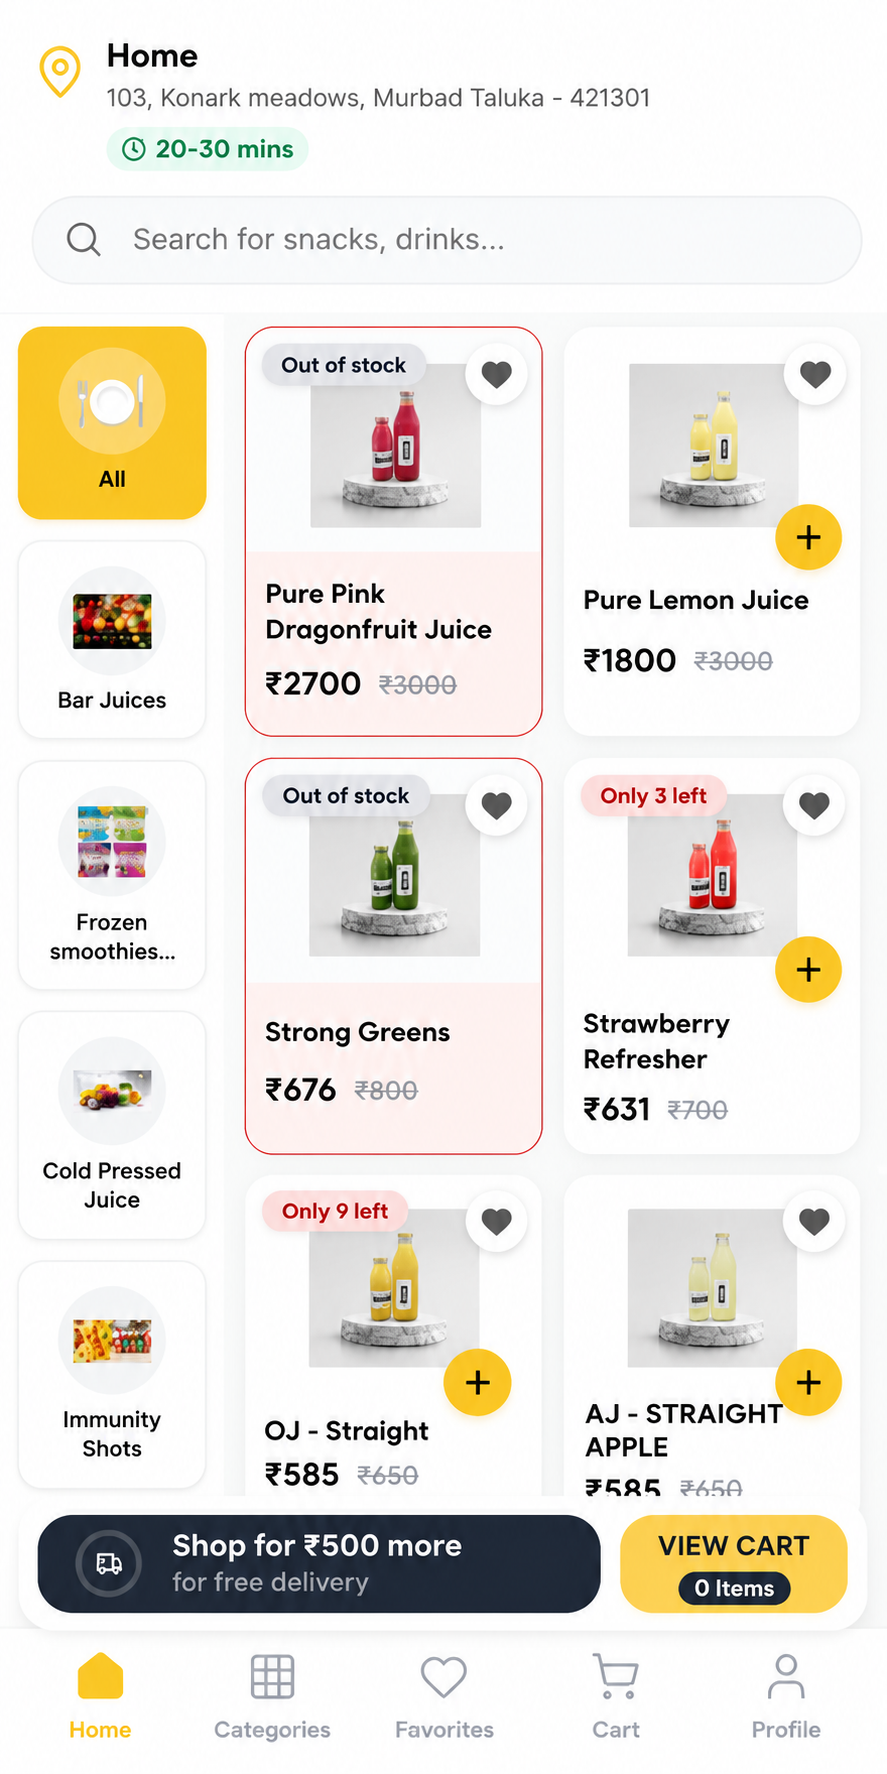 Home
103, Konark meadows, Murbad Taluka - 421301
20-30 mins
Search for snacks, drinks...
All
Bar Juices
Frozen
smoothies...
Cold Pressed
Juice
Immunity
Shots
Out of stock
Pure Pink
Dragonfruit Juice
₹2700 ₹3000
Pure Lemon Juice
₹1800 ₹3000
Out of stock
Strong Greens
₹676 ₹800
Only 3 left
Strawberry
Refresher
₹631 ₹700
Only 9 left
OJ - Straight
₹585 ₹650
AJ - STRAIGHT
APPLE
₹585 ₹650
Shop for ₹500 more
for free delivery
VIEW CART
0 Items
Home
Categories
Favorites
Cart
Profile